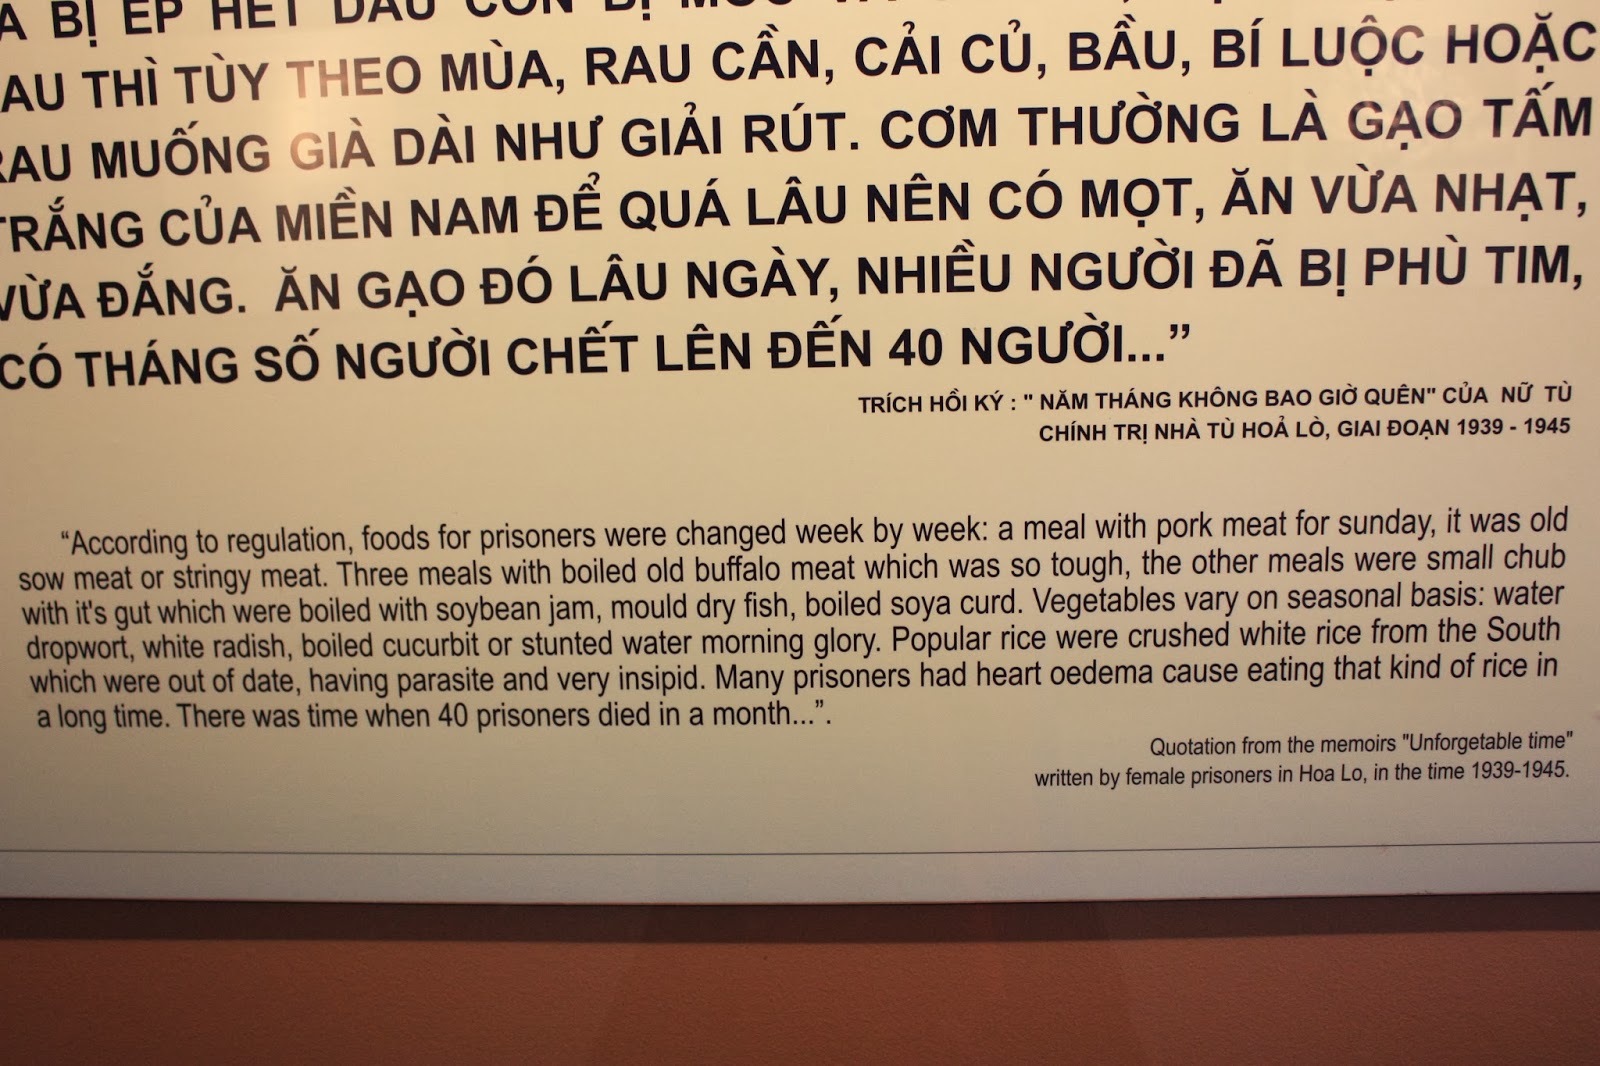 BỊ ÉP HẾT DẦU CÒN BỊ
THÌ TÙY THEO MÙA, RAU CẦN, CẢI CỦ, BẦU, BÍ LUỘC HOẶC
RAU MUỐNG GIÀ DÀI NHƯ GIẢI RÚT. CƠM THƯỜNG LÀ GẠO TẤM
TRẮNG CỦA MIỀN NAM ĐỂ QUÁ LÂU NÊN CÓ MỌT, ĂN VỪA NHẠT,
VỪA ĐẮNG. ĂN GẠO ĐÓ LÂU NGÀY, NHIỀU NGƯỜI ĐÃ BỊ PHÙ TIM,
CÓ THÁNG SỐ NGƯỜI CHẾT LÊN ĐẾN 40 NGƯỜI...”
TRÍCH HỒI KÝ : " NĂM THÁNG KHÔNG BAO GIỜ QUÊN" CỦA NỮ TÙ
CHÍNH TRỊ NHÀ TÙ HOẢ LÒ, GIAI ĐOẠN 1939 - 1945
“According to regulation, foods for prisoners were changed week by week: a meal with pork meat for sunday, it was old
sow meat or stringy meat. Three meals with boiled old buffalo meat which was so tough, the other meals were small chub
with it's gut which were boiled with soybean jam, mould dry fish, boiled soya curd. Vegetables vary on seasonal basis: water
dropwort, white radish, boiled cucurbit or stunted water morning glory. Popular rice were crushed white rice from the South
which were out of date, having parasite and very insipid. Many prisoners had heart oedema cause eating that kind of rice in
a long time. There was time when 40 prisoners died in a month...”.
Quotation from the memoirs "Unforgetable time"
written by female prisoners in Hoa Lo, in the time 1939-1945.